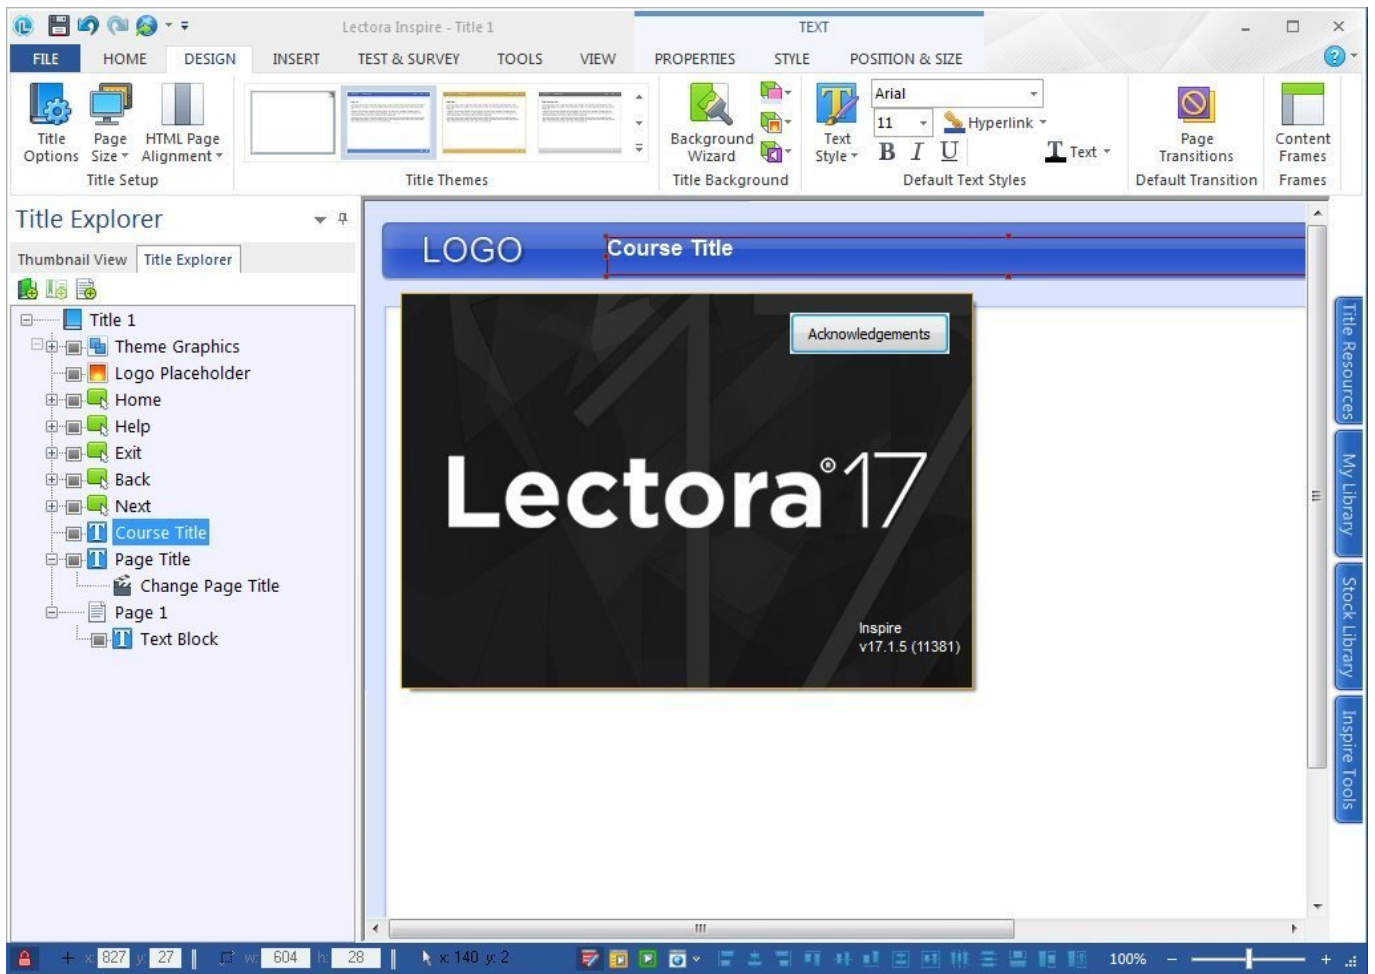 Lectora Inspire - Title 1
TEXT
FILE HOME DESIGN INSERT TEST & SURVEY TOOLS VIEW PROPERTIES STYLE POSITION & SIZE
Title Options
Page Size
HTML Page Alignment
Title Setup
Title Themes
Background Wizard
Title Background
Text Style
Arial
11
Hyperlink
B I U
Text
Default Text Styles
Page Transitions
Default Transition
Content Frames
Frames
Title Explorer
Thumbnail View Title Explorer
Title 1
Theme Graphics
Logo Placeholder
Home
Help
Exit
Back
Next
Course Title
Page Title
Change Page Title
Page 1
Text Block
LOGO Course Title
Acknowledgements
Lectora® 17
Inspire
v17.1.5 (11381)
Title Resources
My Library
Stock Library
Inspire Tools
x: 827 y: 27 w: 604 h: 28 x: 140 y: 2 100%